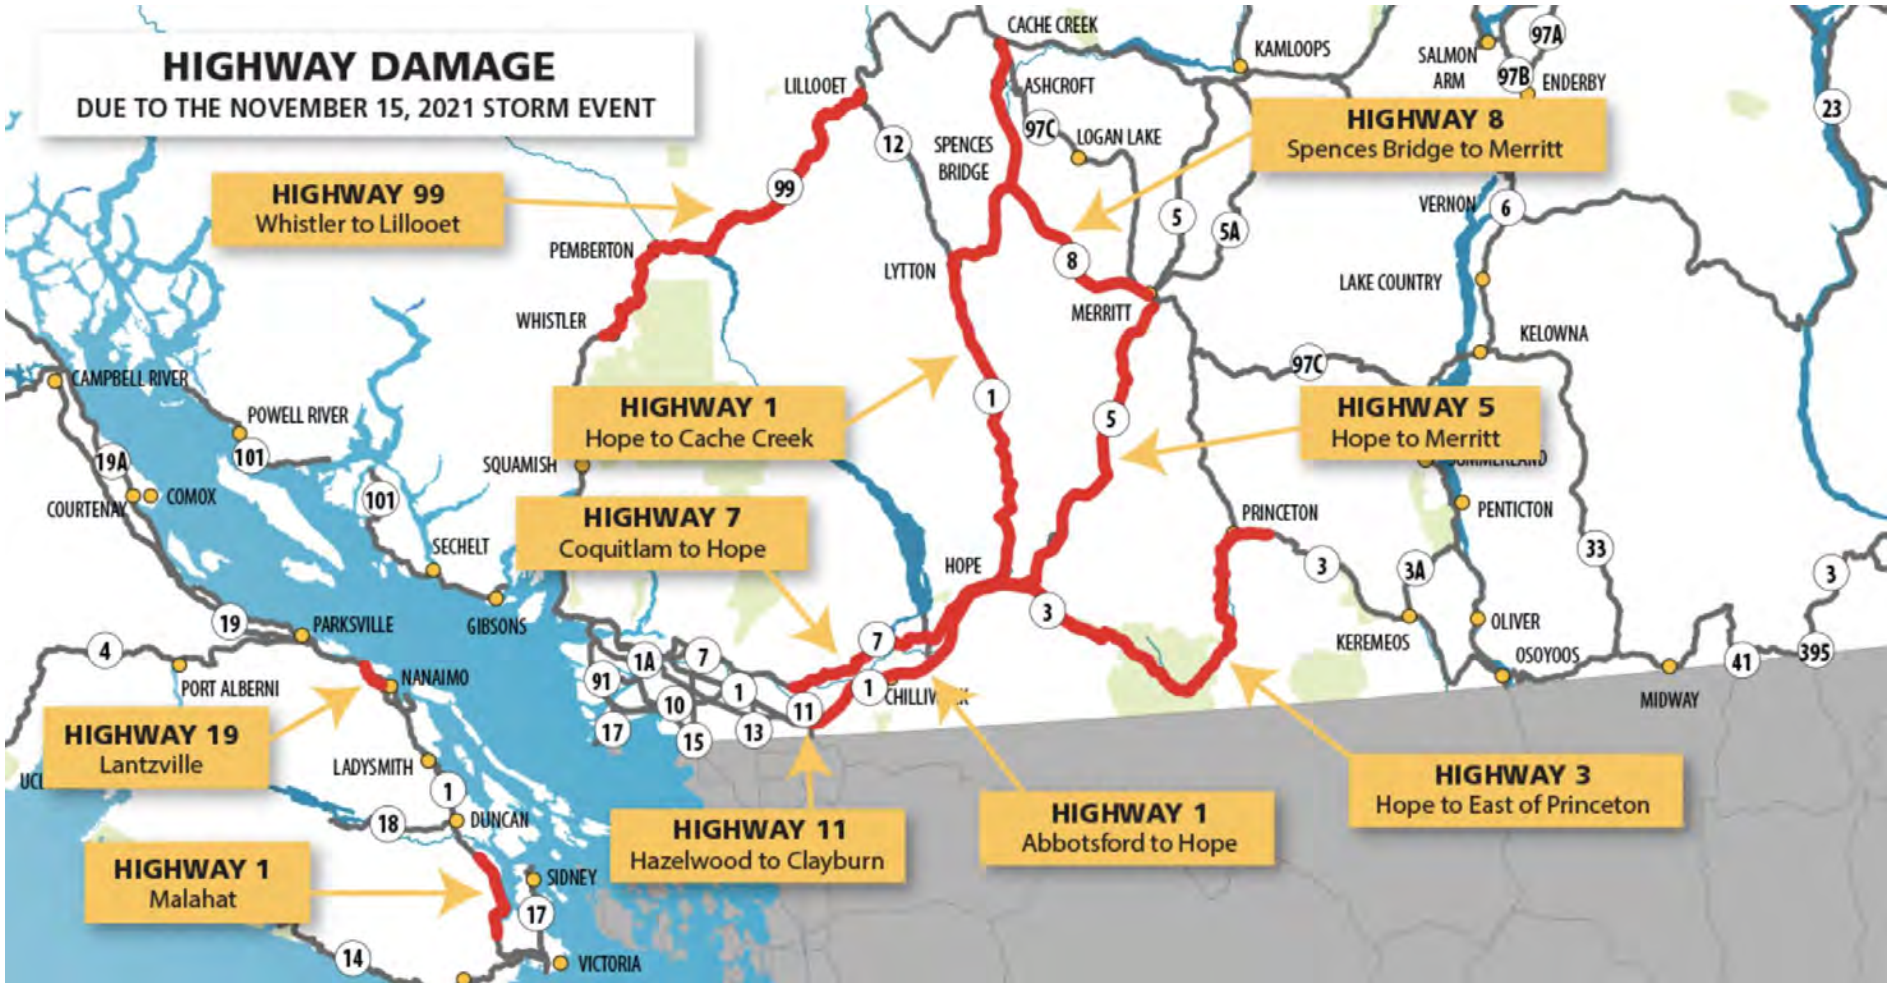 HIGHWAY DAMAGE
DUE TO THE NOVEMBER 15, 2021 STORM EVENT
CACHE CREEK
KAMLOOPS
SALMON
ARM
97A
97B
ENDERBY
23
LILLOOET
ASHCROFT
97C
LOGAN LAKE
12
SPENCES
BRIDGE
HIGHWAY 8
Spences Bridge to Merritt
HIGHWAY 99
Whistler to Lillooet
99
5
5A
VERNON
6
PEMBERTON
LYTTON
8
LAKE COUNTRY
MERRITT
WHISTLER
KELOWNA
97C
CAMPBELL RIVER
POWELL RIVER
HIGHWAY 1
Hope to Cache Creek
1
5
HIGHWAY 5
Hope to Merritt
19A
101
SQUAMISH
SUMMERLAND
COURTENAY
COMOX
101
HIGHWAY 7
Coquitlam to Hope
PRINCETON
PENTICTON
SECHELT
HOPE
33
3
3A
3
19
PARKSVILLE
GIBSONS
3
7
KEREMEOS
OLIVER
4
1A
7
OSOYOOS
41
395
PORT ALBERNI
NANAIMO
91
1
1
CHILLIWACK
MIDWAY
10
11
17
15
13
HIGHWAY 19
Lantzville
LADYSMITH
UCL
1
18
DUNCAN
HIGHWAY 11
Hazelwood to Clayburn
HIGHWAY 1
Abbotsford to Hope
HIGHWAY 3
Hope to East of Princeton
HIGHWAY 1
Malahat
SIDNEY
17
14
VICTORIA